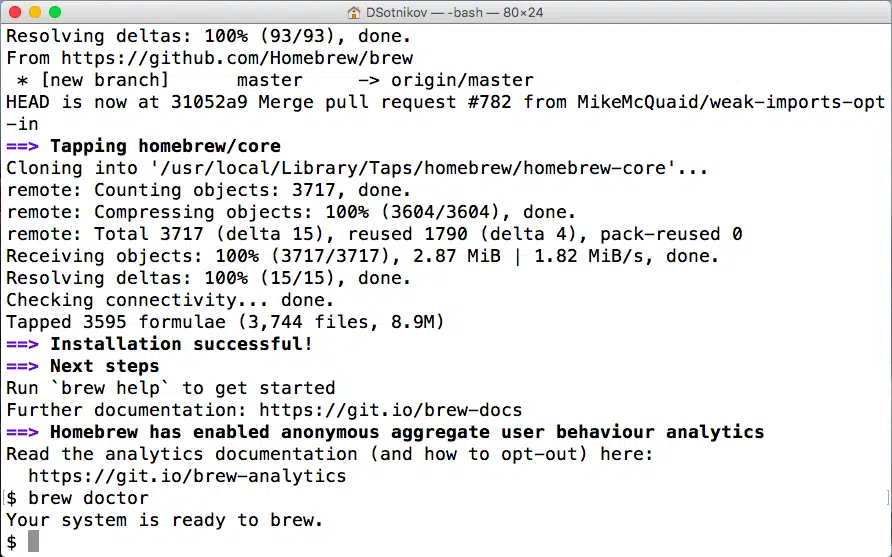 DSotnikov — -bash — 80×24
Resolving deltas: 100% (93/93), done.
From https://github.com/Homebrew/brew
 * [new branch]      master     -> origin/master
HEAD is now at 31052a9 Merge pull request #782 from MikeMcQuaid/weak-imports-opt
-in
==> Tapping homebrew/core
Cloning into '/usr/local/Library/Taps/homebrew/homebrew-core'...
remote: Counting objects: 3717, done.
remote: Compressing objects: 100% (3604/3604), done.
remote: Total 3717 (delta 15), reused 1790 (delta 4), pack-reused 0
Receiving objects: 100% (3717/3717), 2.87 MiB | 1.82 MiB/s, done.
Resolving deltas: 100% (15/15), done.
Checking connectivity... done.
Tapped 3595 formulae (3,744 files, 8.9M)
==> Installation successful!
==> Next steps
Run `brew help` to get started
Further documentation: https://git.io/brew-docs
==> Homebrew has enabled anonymous aggregate user behaviour analytics
Read the analytics documentation (and how to opt-out) here:
  https://git.io/brew-analytics
[$ brew doctor ]
Your system is ready to brew.
$